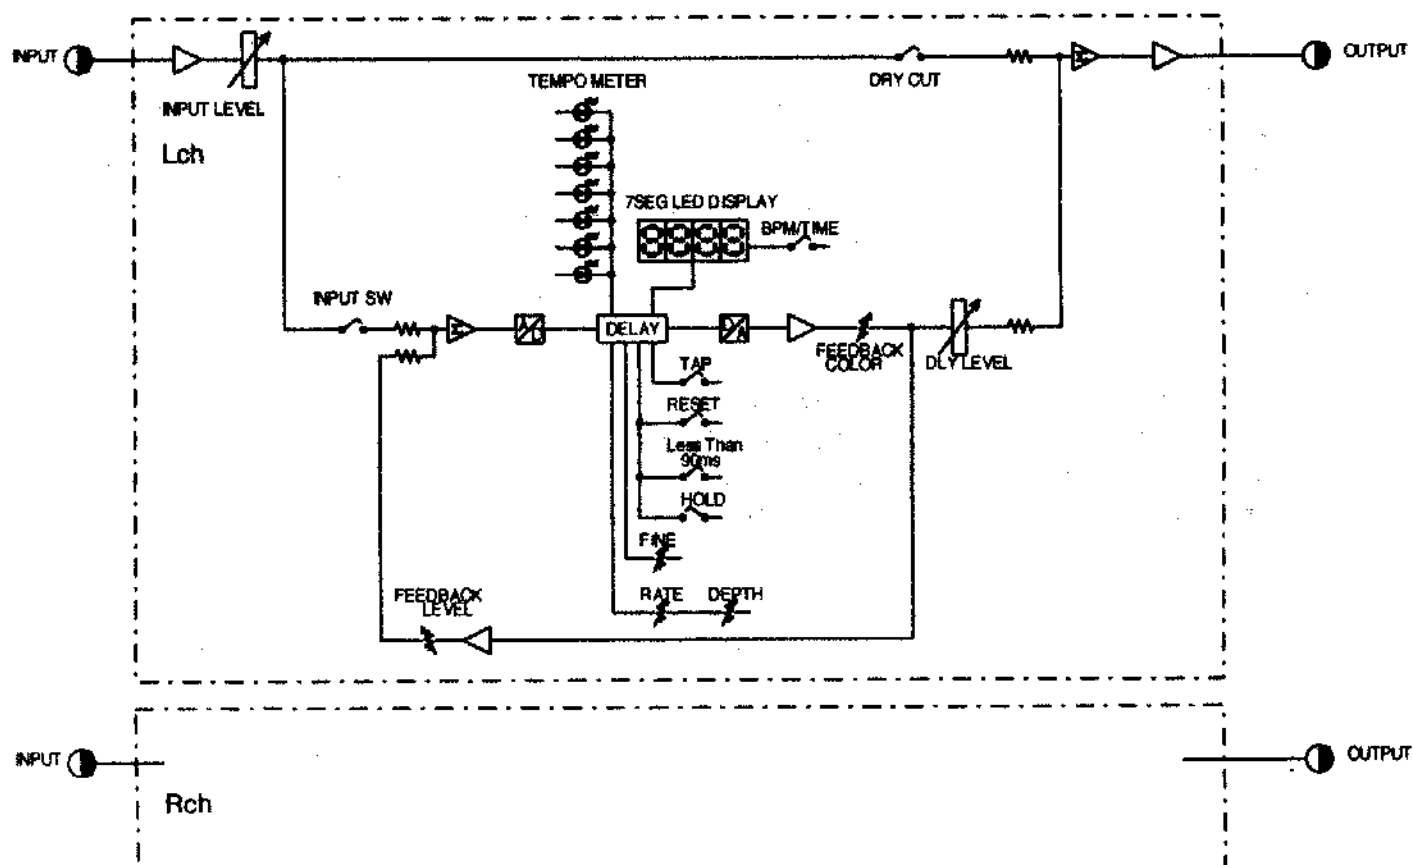 INPUT
OUTPUT
INPUT LEVEL
TEMPO METER
DRY CUT
Lch
7SEG LED DISPLAY
8888
BPM/TIME
INPUT SW
DELAY
D/A
FEEDBACK
COLOR
DLY LEVEL
TAP
RESET
Less Than
90ms
HOLD
FINE
FEEDBACK
LEVEL
RATE
DEPTH
INPUT
OUTPUT
Rch